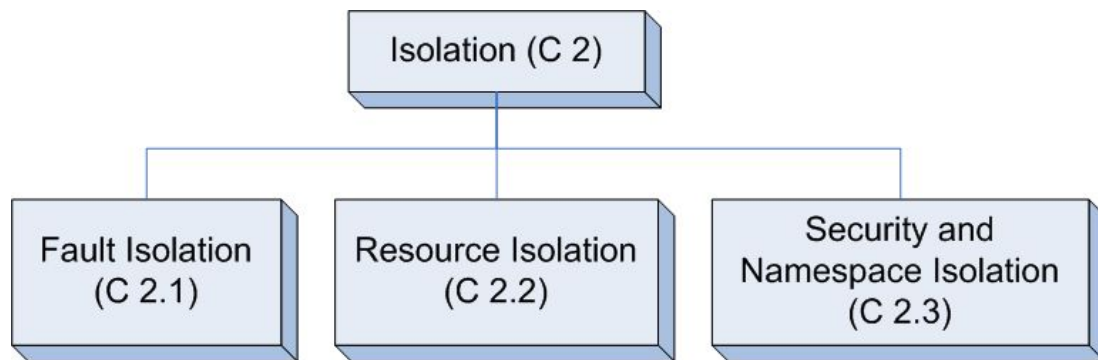 Isolation (C 2)
Fault Isolation
(C 2.1)
Resource Isolation
(C 2.2)
Security and
Namespace Isolation
(C 2.3)